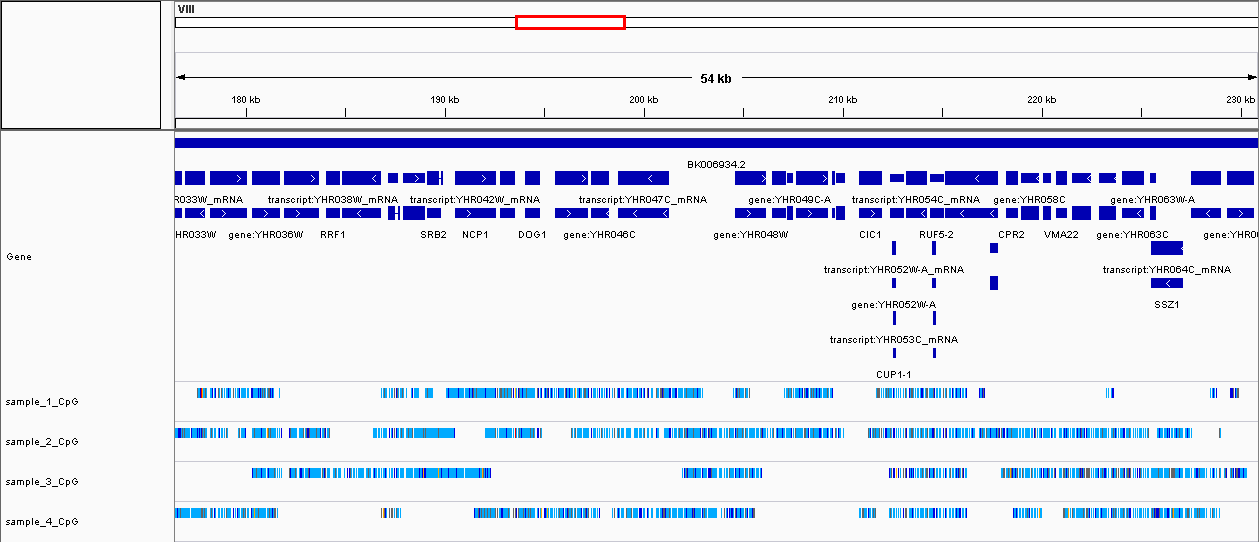 VIII
54 kb
180 kb 190 kb 200 kb 210 kb 220 kb 230 kb
BK006934.2
r033W_mRNA transcript:YHR038W_mRNA transcript:YHR042W_mRNA transcript:YHR047C_mRNA gene:YHR049C-A transcript:YHR054C_mRNA gene:YHR058C gene:YHR063W-A
HR033W gene:YHR036W RRF1 SRB2 NCP1 DOG1 gene:YHR046C gene:YHR048W CIC1 RUF5-2 CPR2 VMA22 gene:YHR063C gene:YHR0
Gene
transcript:YHR052W-A_mRNA transcript:YHR064C_mRNA
gene:YHR052W-A SSZ1
transcript:YHR053C_mRNA
CUP1-1
sample_1_CpG
sample_2_CpG
sample_3_CpG
sample_4_CpG